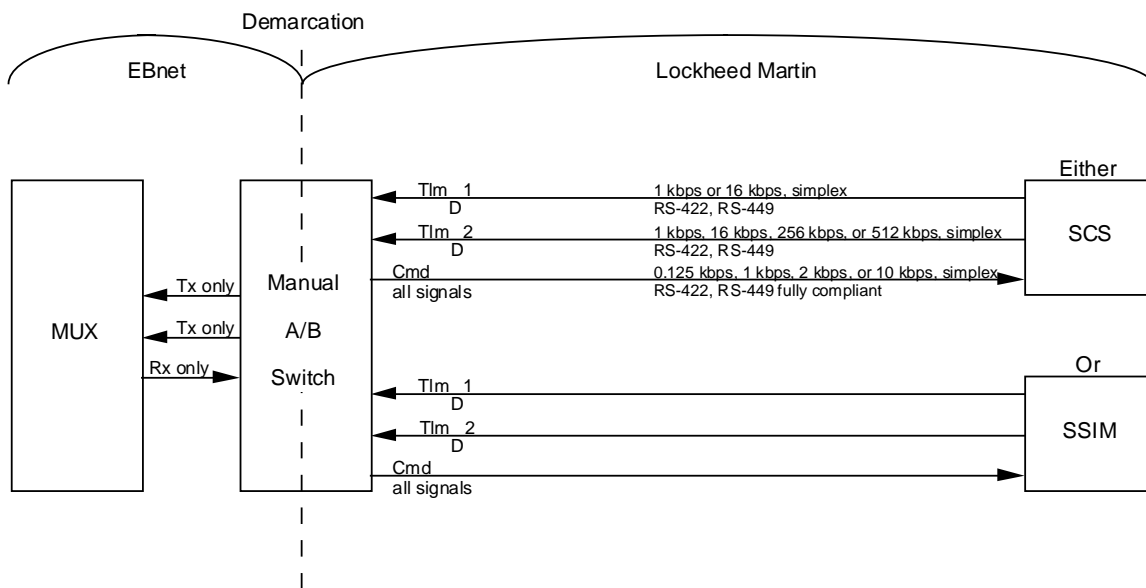 Demarcation
EBnet
Lockheed Martin
Either
Tlm_1
D
1 kbps or 16 kbps, simplex
RS-422, RS-449
Tlm_2
D
1 kbps, 16 kbps, 256 kbps, or 512 kbps, simplex
RS-422, RS-449
SCS
Cmd
all signals
0.125 kbps, 1 kbps, 2 kbps, or 10 kbps, simplex
RS-422, RS-449 fully compliant
Manual
A/B
Switch
Tx only
Tx only
Rx only
MUX
Or
Tlm_1
D
Tlm_2
D
SSIM
Cmd
all signals